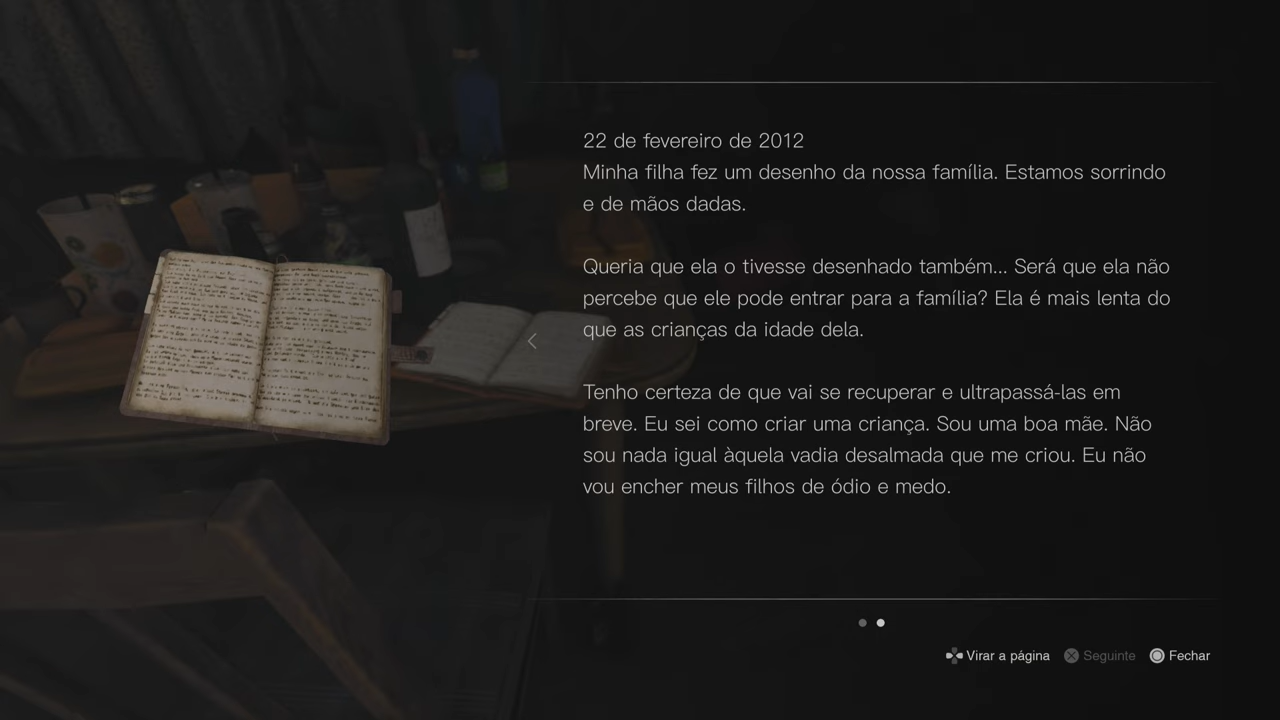 22 de fevereiro de 2012
Minha filha fez um desenho da nossa família. Estamos sorrindo
e de mãos dadas.
Queria que ela o tivesse desenhado também... Será que ela não
percebe que ele pode entrar para a família? Ela é mais lenta do
que as crianças da idade dela.
Tenho certeza de que vai se recuperar e ultrapassá-las em
breve. Eu sei como criar uma criança. Sou uma boa mãe. Não
sou nada igual àquela vadia desalmada que me criou. Eu não
vou encher meus filhos de ódio e medo.
Virar a página Seguinte Fechar